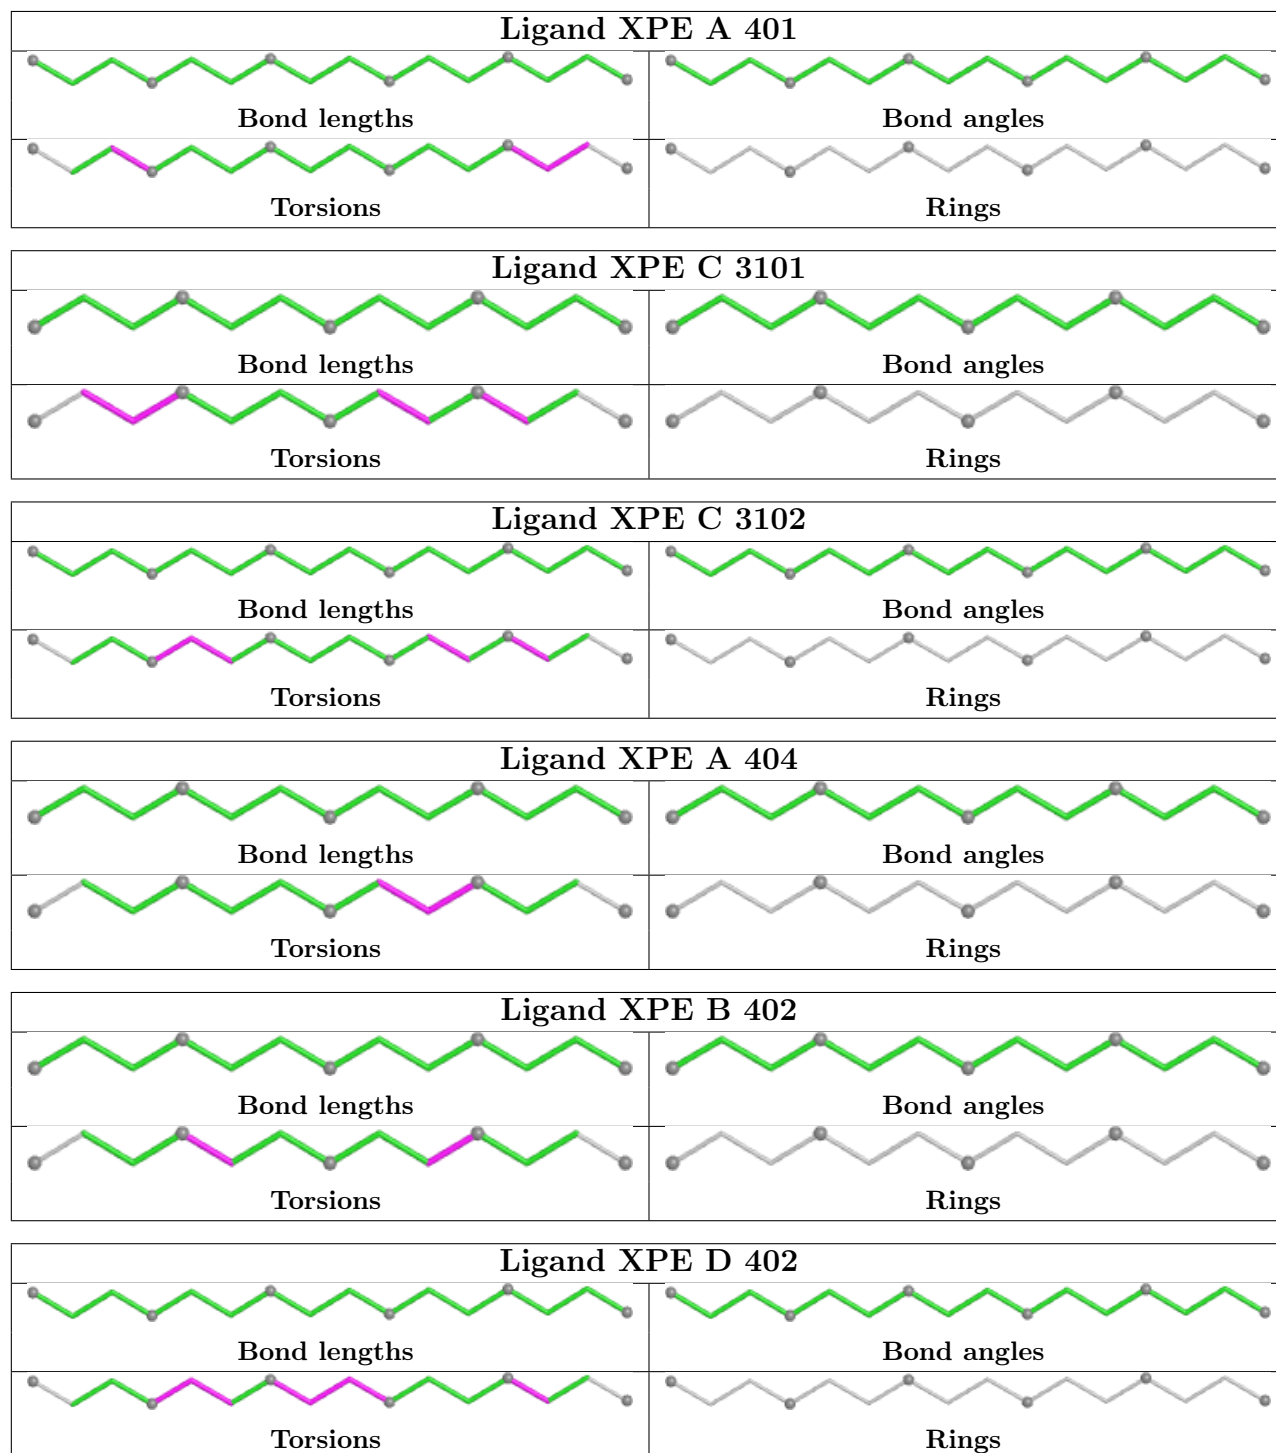 Ligand XPE A 401
Bond lengths Bond angles
Torsions Rings
Ligand XPE C 3101
Bond lengths Bond angles
Torsions Rings
Ligand XPE C 3102
Bond lengths Bond angles
Torsions Rings
Ligand XPE A 404
Bond lengths Bond angles
Torsions Rings
Ligand XPE B 402
Bond lengths Bond angles
Torsions Rings
Ligand XPE D 402
Bond lengths Bond angles
Torsions Rings